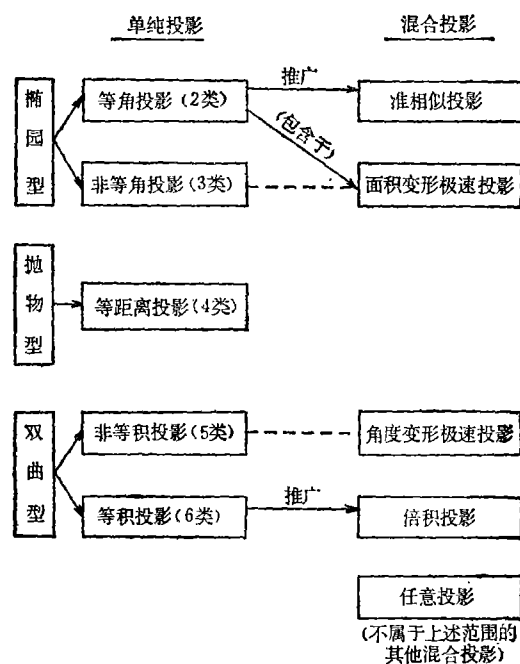 单纯投影
混合投影
椭园型
等角投影(2类)
推广
准相似投影
(包含于)
非等角投影(3类)
面积变形极速投影
抛物型
等距离投影(4类)
双曲型
非等积投影(5类)
角度变形极速投影
等积投影(6类)
推广
倍积投影
任意投影
(不属于上述范围的
其他混合投影)